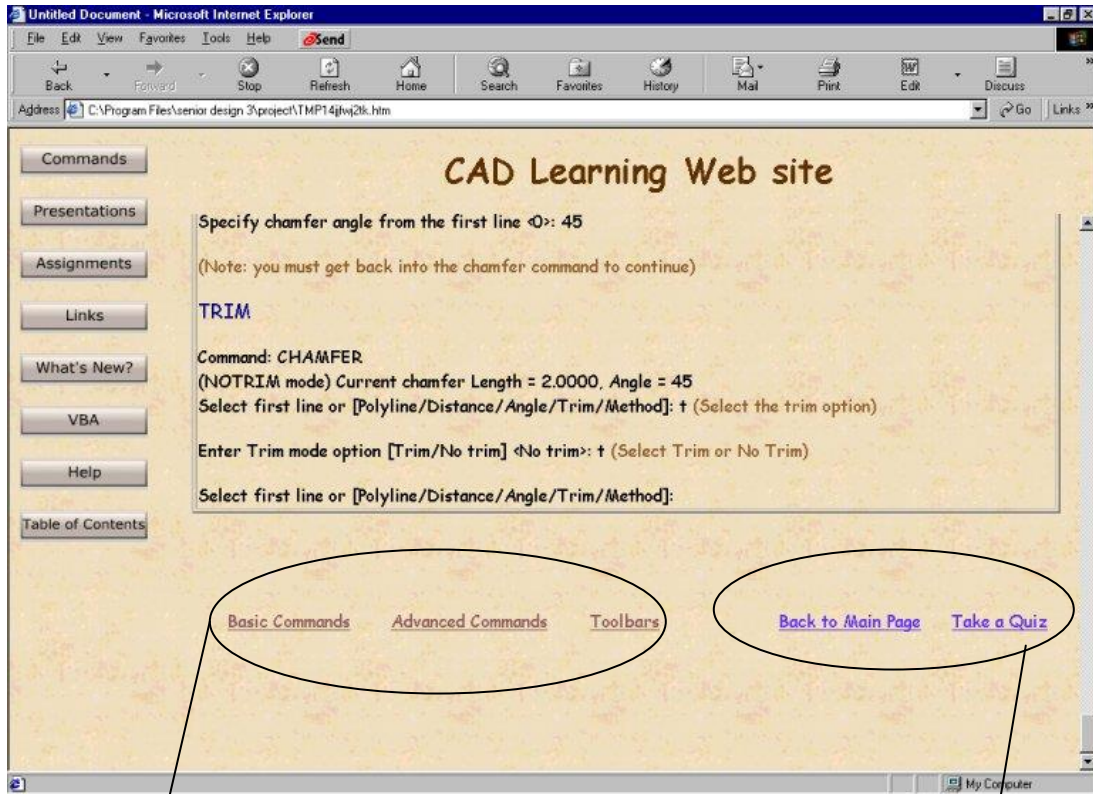 Untitled Document - Microsoft Internet Explorer
File Edit View Favorites Tools Help eSend
Back Forward Stop Refresh Home Search Favorites History Mail Print Edit Discuss
Address C:\Program Files\senior design 3\project\TMP14jfwj2tk.htm Go Links
Commands
Presentations
Assignments
Links
What's New?
VBA
Help
Table of Contents
CAD Learning Web site
Specify chamfer angle from the first line <0>: 45
(Note: you must get back into the chamfer command to continue)
TRIM
Command: CHAMFER
(NOTRIM mode) Current chamfer Length = 2.0000, Angle = 45
Select first line or [Polyline/Distance/Angle/Trim/Method]: t (Select the trim option)
Enter Trim mode option [Trim/No trim] <No trim>: t (Select Trim or No Trim)
Select first line or [Polyline/Distance/Angle/Trim/Method]:
Basic Commands Advanced Commands Toolbars Back to Main Page Take a Quiz
My Computer